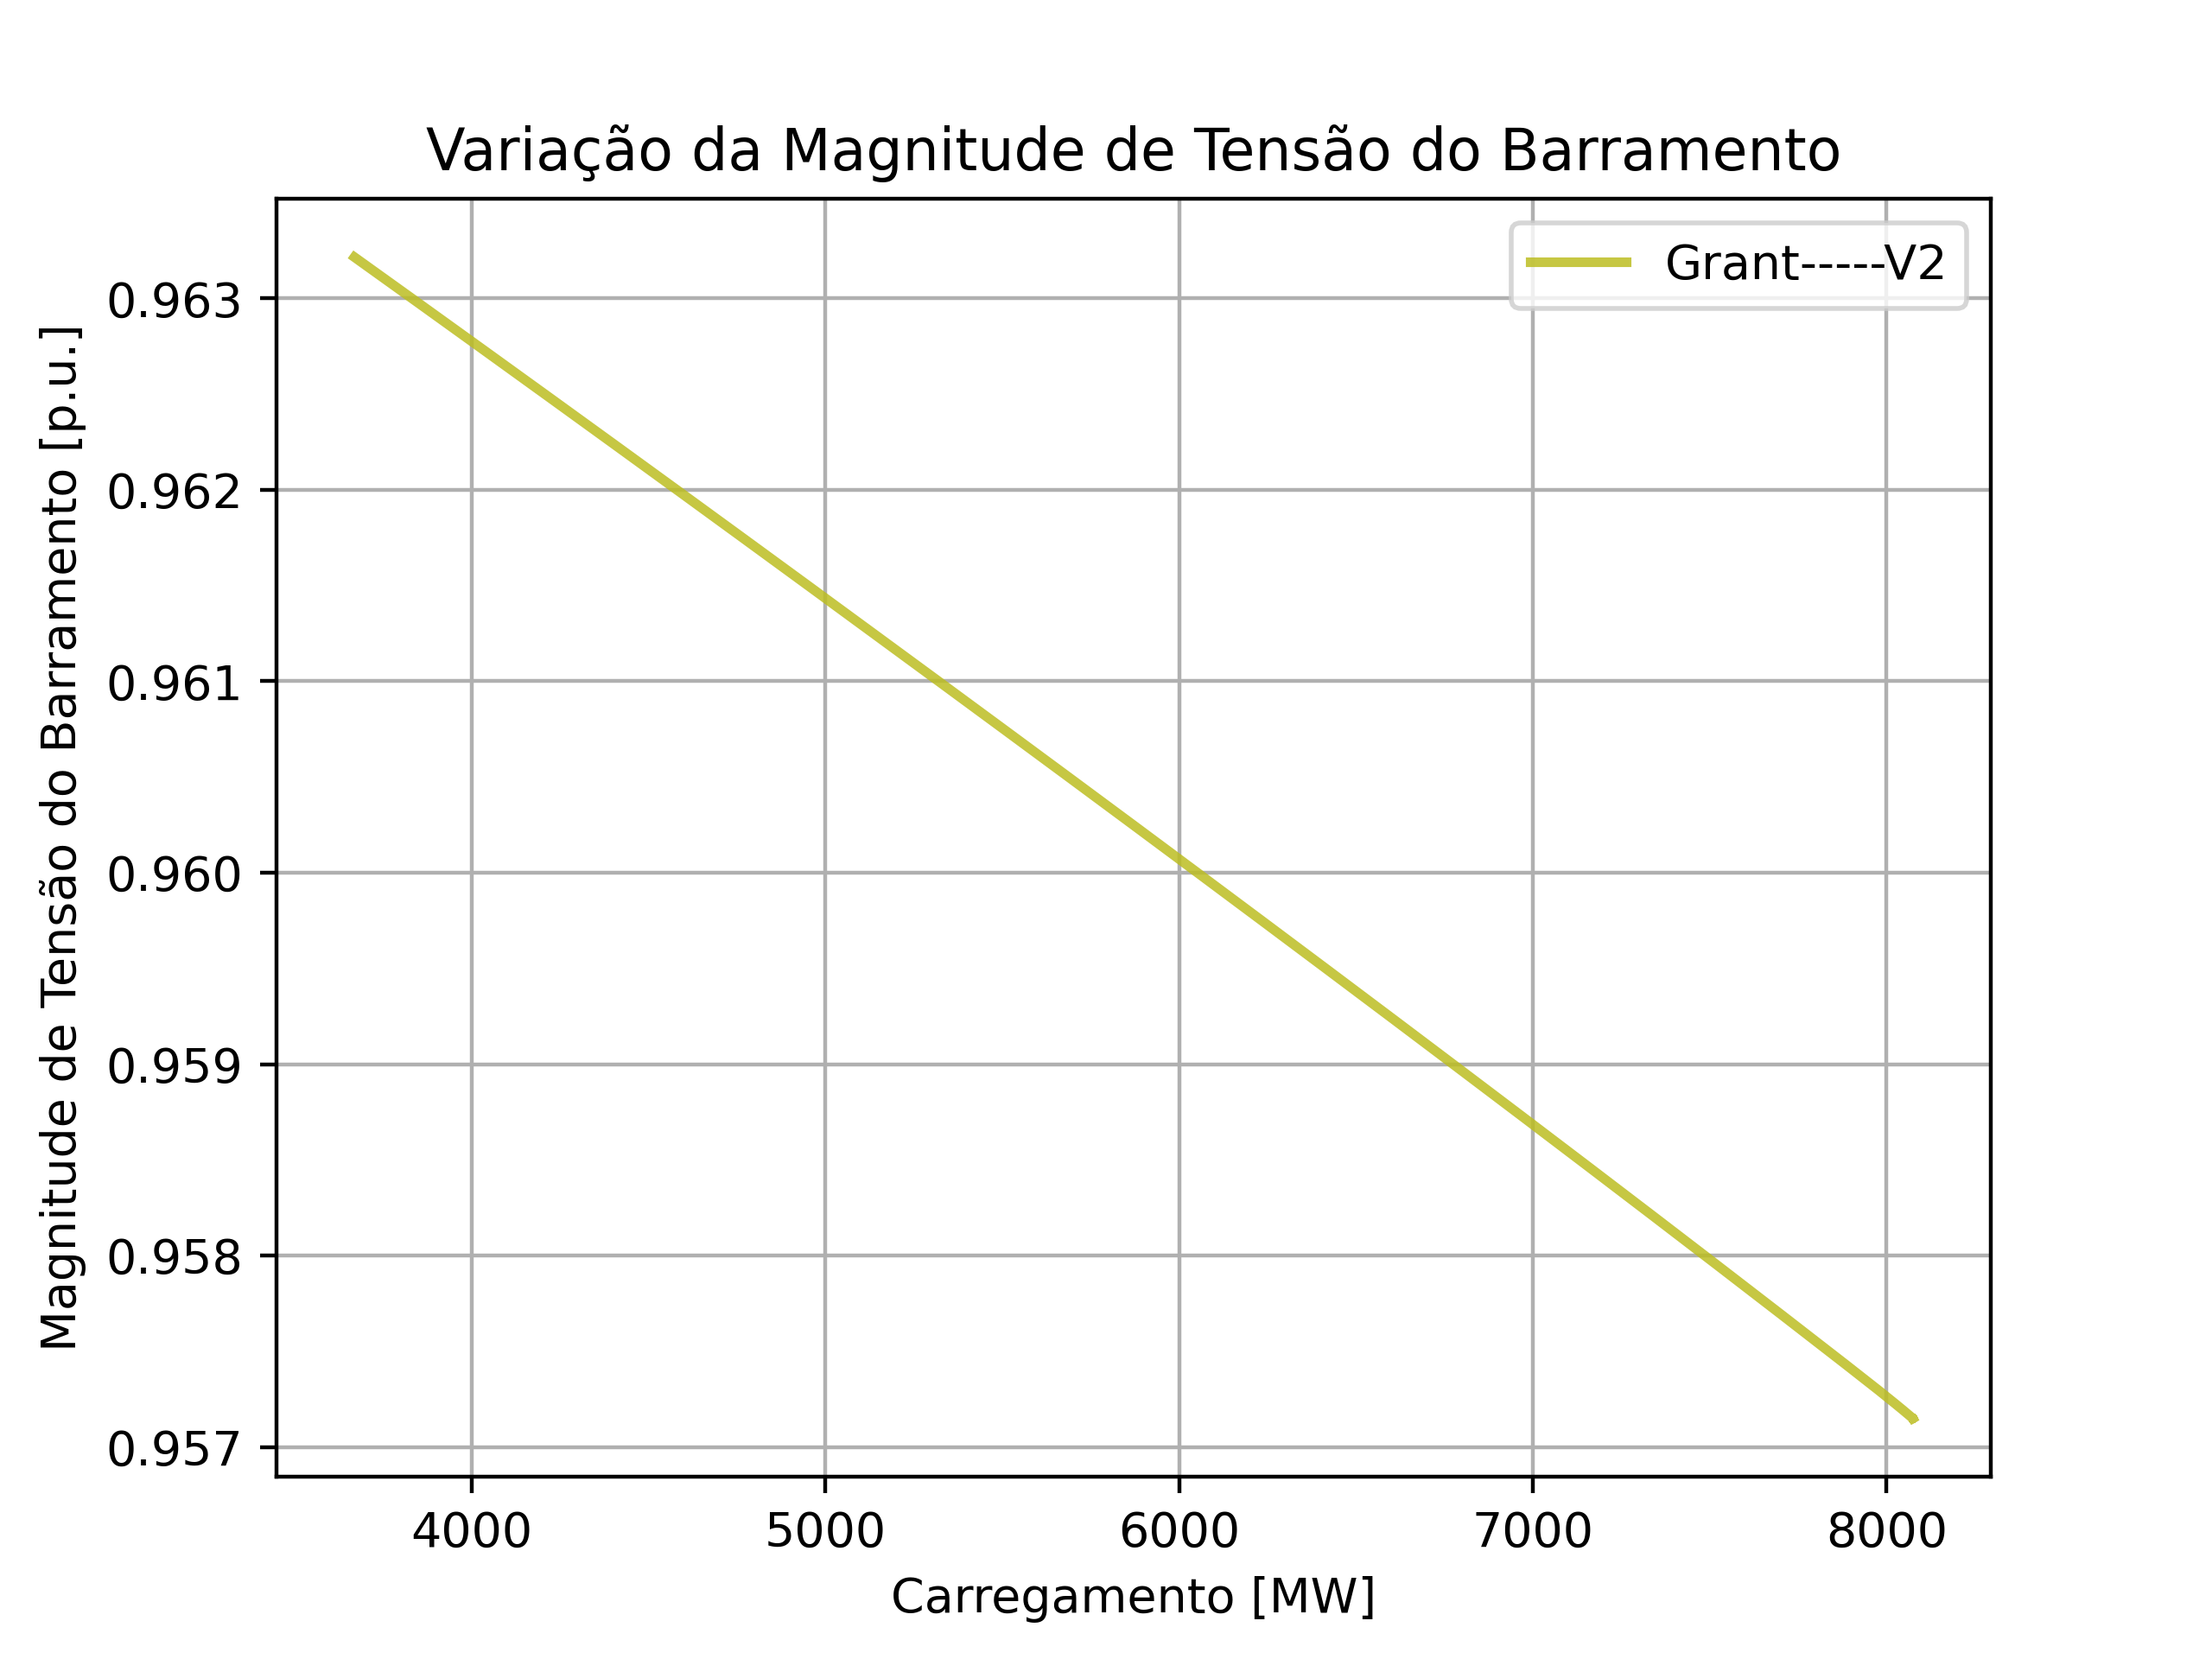 Variação da Magnitude de Tensão do Barramento
Grant-----V2
Magnitude de Tensão do Barramento [p.u.]
0.963
0.962
0.961
0.960
0.959
0.958
0.957
4000 5000 6000 7000 8000
Carregamento [MW]